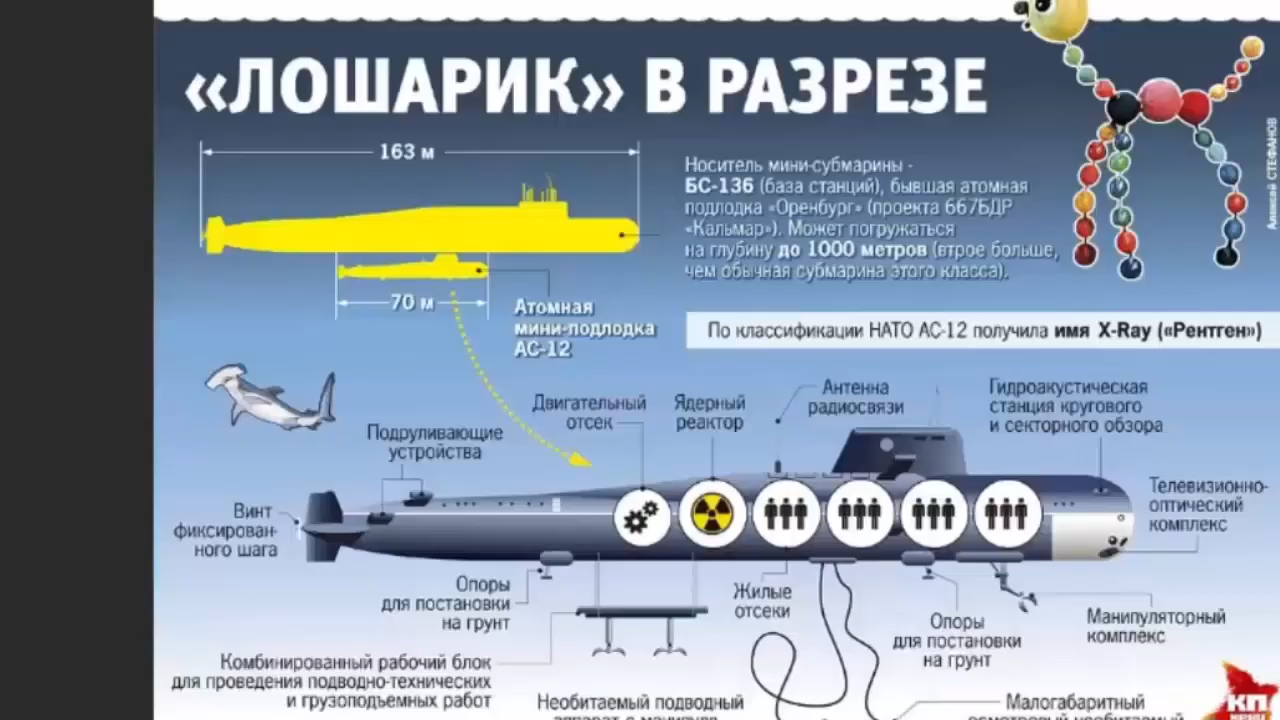 «ЛОШАРИК» В РАЗРЕЗЕ
163 м
Носитель мини-субмарины -
БС-136 (база станций), бывшая атомная
подлодка «Оренбург» (проекта 667БДР
«Кальмар»). Может погружаться
на глубину до 1000 метров (втрое больше,
чем обычная субмарина этого класса).
Алексей СТЕФАНОВ
70 м
Атомная
мини-подлодка
АС-12
По классификации НАТО АС-12 получила имя X-Ray («Рентген»)
Подруливающие
устройства
Двигательный
отсек
Ядерный
реактор
Антенна
радиосвязи
Гидроакустическая
станция кругового
и секторного обзора
Телевизионно-
оптический
комплекс
Винт
фиксирован-
ного шага
Опоры
для постановки
на грунт
Жилые
отсеки
Опоры
для постановки
на грунт
Манипуляторный
комплекс
Комбинированный рабочий блок
для проведения подводно-технических
и грузоподъемных работ
Необитаемый подводный
Малогабаритный
КП